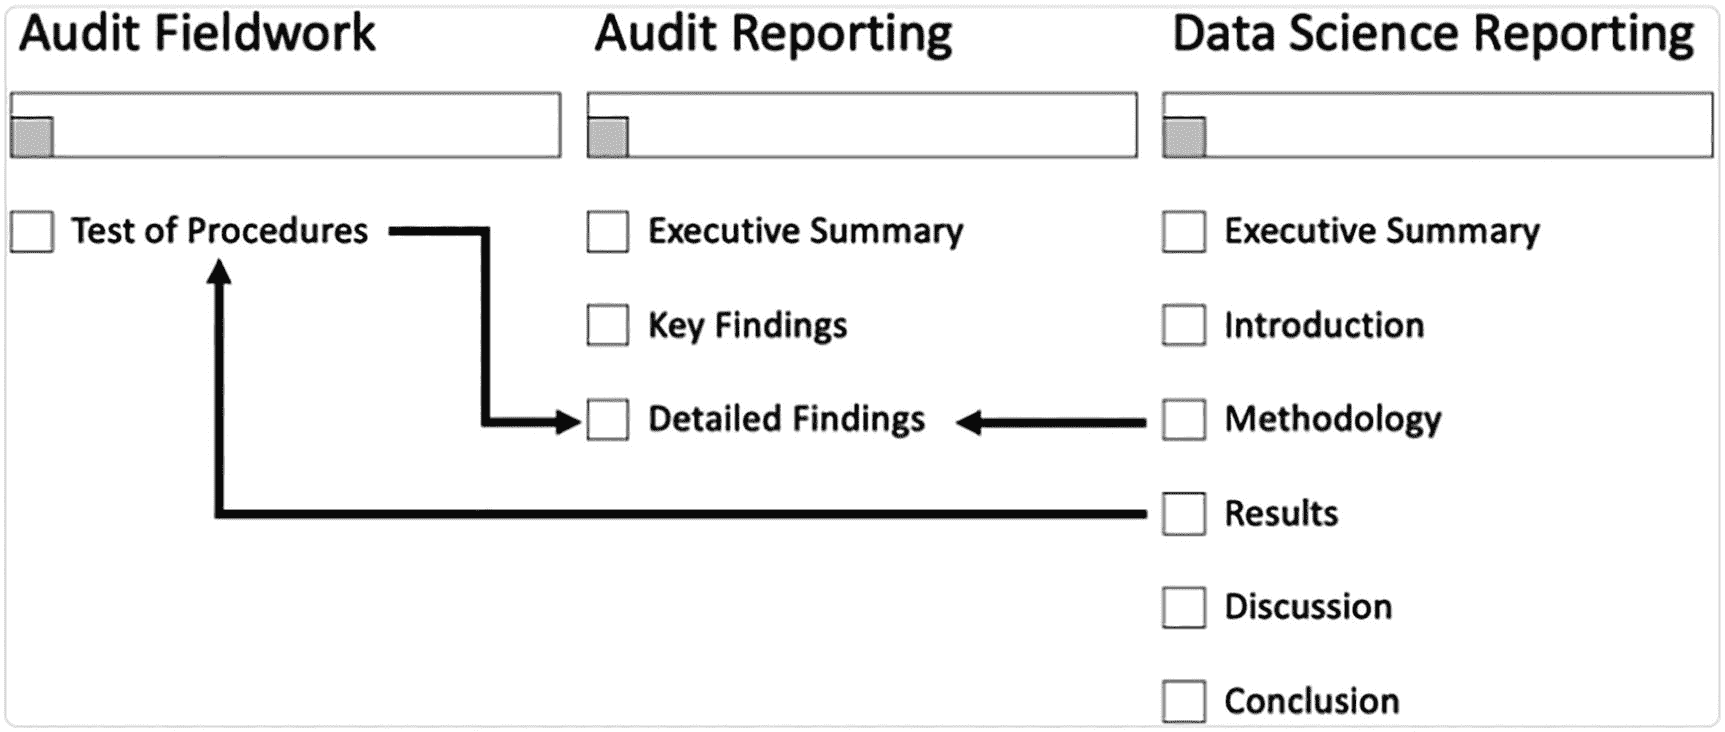 Audit Fieldwork
Audit Reporting
Data Science Reporting
Test of Procedures
Executive Summary
Executive Summary
Key Findings
Introduction
Detailed Findings
Methodology
Results
Discussion
Conclusion